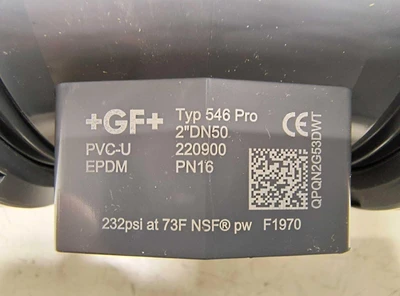 +GF+ Typ 546 Pro
2"DN50
PVC-U 220900
EPDM PN16
CE
QPQN2G53DWT
232psi at 73F NSF® pw F1970